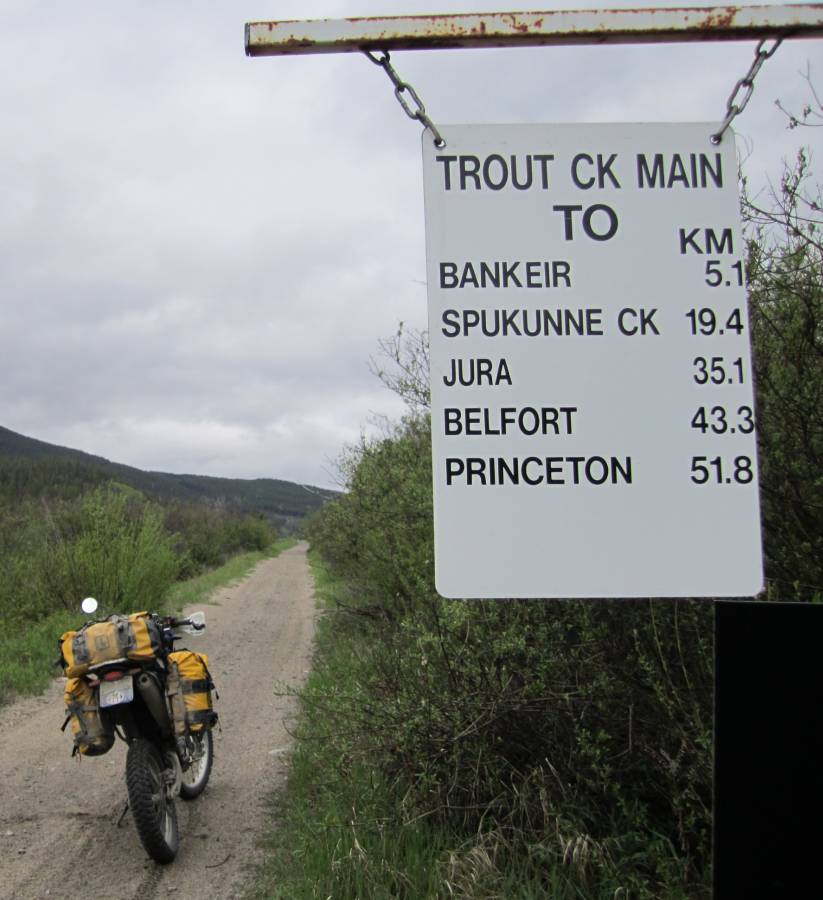 TROUT CK MAIN
TO
KM
BANKEIR 5.1
SPUKUNNE CK 19.4
JURA 35.1
BELFORT 43.3
PRINCETON 51.8